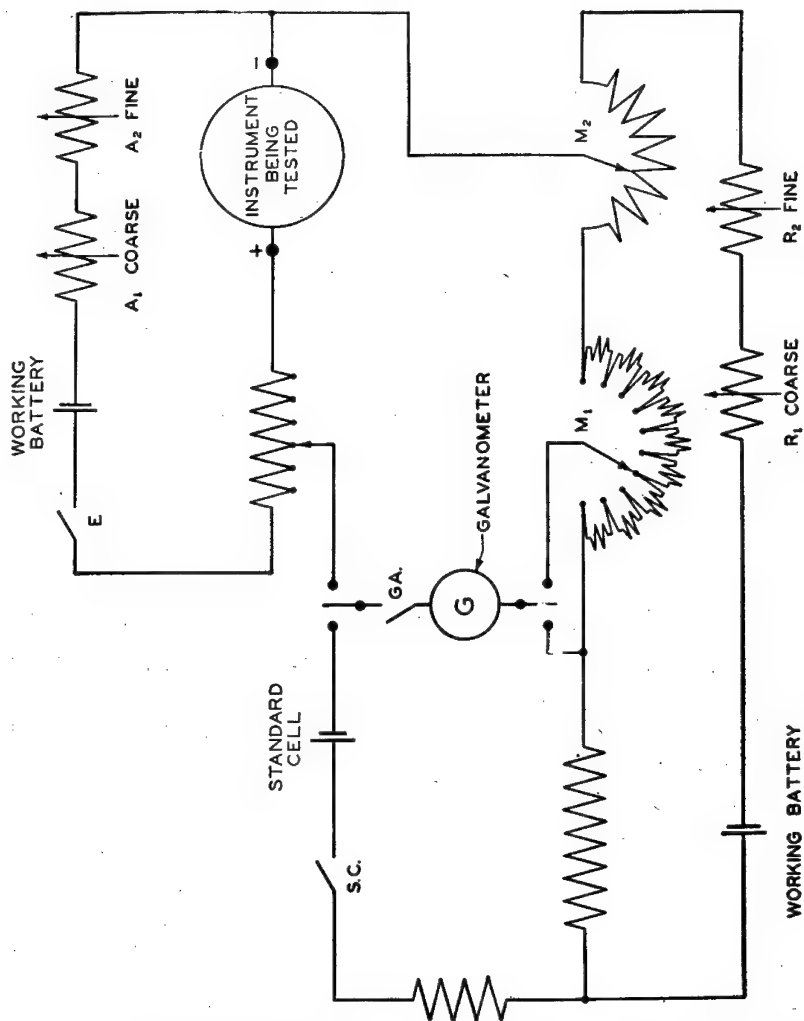 WORKING
BATTERY
E
A₁ COARSE
A₂ FINE
+
INSTRUMENT
BEING
TESTED
-
STANDARD
CELL
S.C.
GA.
G
GALVANOMETER
M₁
M₂
WORKING BATTERY
R₁ COARSE
R₂ FINE